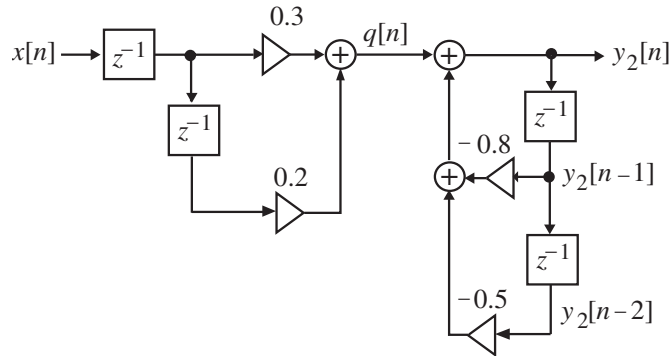 0.3
x[n]
z⁻¹
+
q[n]
+
y₂[n]
z⁻¹
z⁻¹
−0.8
0.2
+
y₂[n−1]
z⁻¹
−0.5
y₂[n−2]